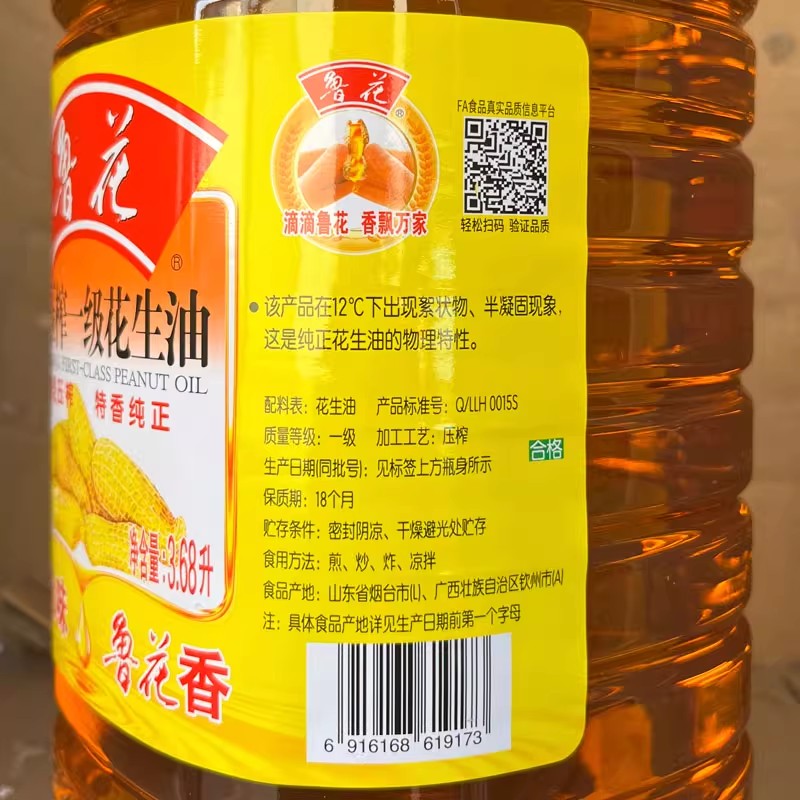 鲁花
®
榨一级花生油
FIRST-CLASS PEANUT OIL
压榨 特香纯正
净含量:3.68升
味
鲁花香
鲁花
®
滴滴鲁花 香飘万家
FA食品真实品质信息平台
轻松扫码 验证品质
●该产品在12℃下出现絮状物、半凝固现象,
这是纯正花生油的物理特性。
配料表：花生油 产品标准号：Q/LLH 0015S
质量等级：一级 加工工艺：压榨
合格
生产日期(同批号)：见标签上方瓶身所示
保质期：18个月
贮存条件：密封阴凉、干燥避光处贮存
食用方法：煎、炒、炸、凉拌
食品产地：山东省烟台市(L)、广西壮族自治区钦州市(A)
注：具体食品产地详见生产日期前第一个字母
6 916168 619173